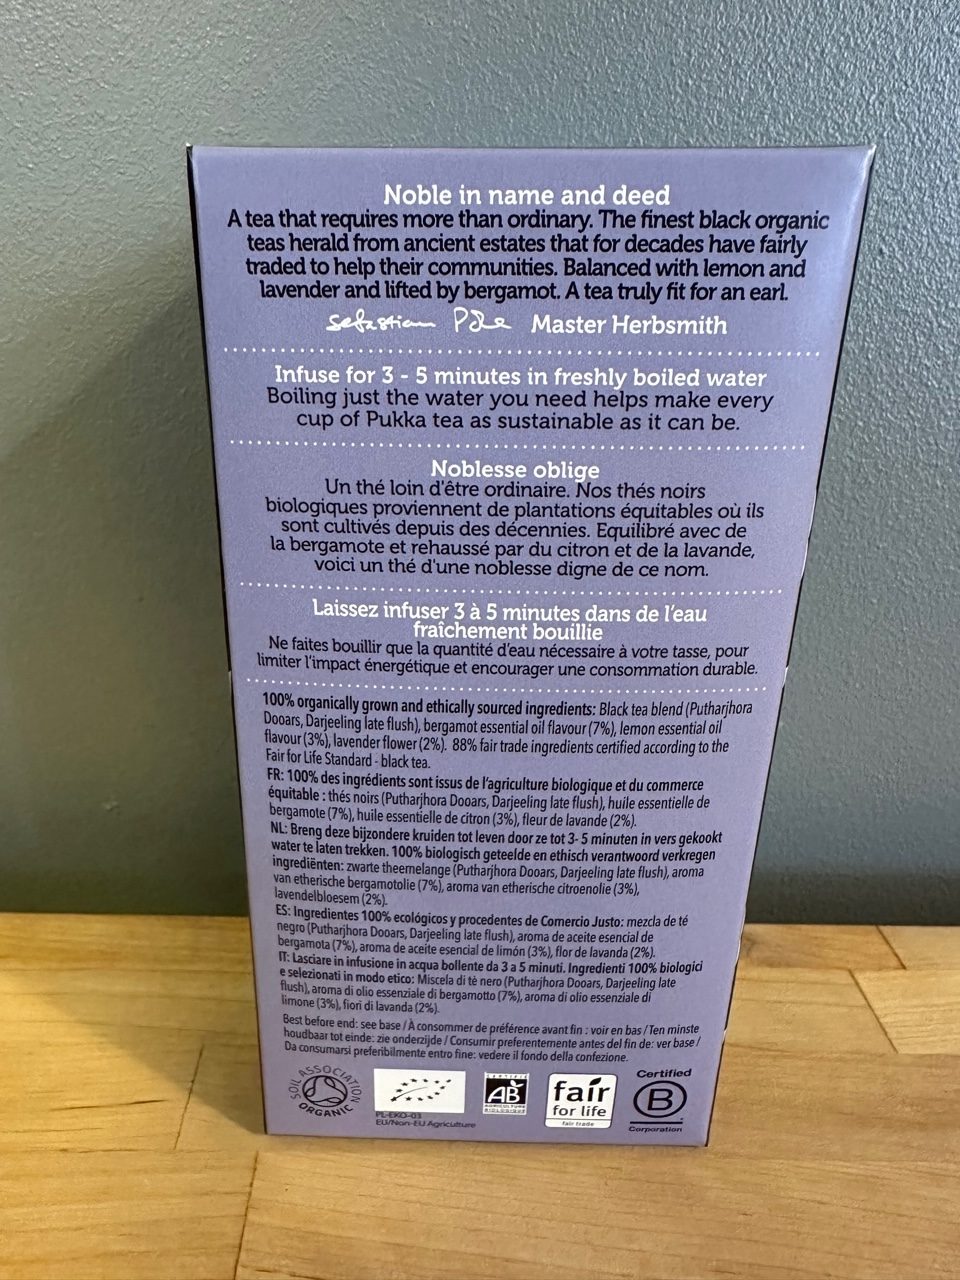 Noble in name and deed
A tea that requires more than ordinary. The finest black organic
teas herald from ancient estates that for decades have fairly
traded to help their communities. Balanced with lemon and
lavender and lifted by bergamot. A tea truly fit for an earl.
Sebastian Pole Master Herbsmith
Infuse for 3 - 5 minutes in freshly boiled water
Boiling just the water you need helps make every
cup of Pukka tea as sustainable as it can be.
Noblesse oblige
Un thé loin d'être ordinaire. Nos thés noirs
biologiques proviennent de plantations équitables où ils
sont cultivés depuis des décennies. Equilibré avec de
la bergamote et rehaussé par du citron et de la lavande,
voici un thé d'une noblesse digne de ce nom.
Laissez infuser 3 à 5 minutes dans de l'eau
fraîchement bouillie
Ne faites bouillir que la quantité d'eau nécessaire à votre tasse, pour
limiter l'impact énergétique et encourager une consommation durable.
100% organically grown and ethically sourced ingredients: Black tea blend (Putharjhora
Dooars, Darjeeling late flush), bergamot essential oil flavour (7%), lemon essential oil
flavour (3%), lavender flower (2%). 88% fair trade ingredients certified according to the
Fair for Life Standard - black tea.
FR: 100% des ingrédients sont issus de l'agriculture biologique et du commerce
équitable : thés noirs (Putharjhora Dooars, Darjeeling late flush), huile essentielle de
bergamote (7%), huile essentielle de citron (3%), fleur de lavande (2%).
NL: Breng deze bijzondere kruiden tot leven door ze tot 3- 5 minuten in vers gekookt
water te laten trekken. 100% biologisch geteelde en ethisch verantwoord verkregen
ingrediënten: zwarte theemelange (Putharjhora Dooars, Darjeeling late flush), aroma
van etherische bergamotolie (7%), aroma van etherische citroenolie (3%),
lavendelbloesem (2%).
ES: Ingredientes 100% ecológicos y procedentes de Comercio Justo: mezcla de té
negro (Putharjhora Dooars, Darjeeling late flush), aroma de aceite esencial de
bergamota (7%), aroma de aceite esencial de limón (3%), flor de lavanda (2%).
IT: Lasciare in infusione in acqua bollente da 3 a 5 minuti. Ingredienti 100% biologici
e selezionati in modo etico: Miscela di tè nero (Putharjhora Dooars, Darjeeling late
flush), aroma di olio essenziale di bergamotto (7%), aroma di olio essenziale di
limone (3%), fiori di lavanda (2%).
Best before end: see base / À consommer de préférence avant fin : voir en bas / Ten minste
houdbaar tot einde: zie onderzijde / Consumir preferentemente antes del fin de: ver base /
Da consumarsi preferibilmente entro fine: vedere il fondo della confezione.
SOIL ASSOCIATION
ORGANIC
PL-EKO-03
EU/Non-EU Agriculture
CERTIFIÉ
AB
AGRICULTURE
BIOLOGIQUE
fair
for life
fair trade
Certified
B
Corporation